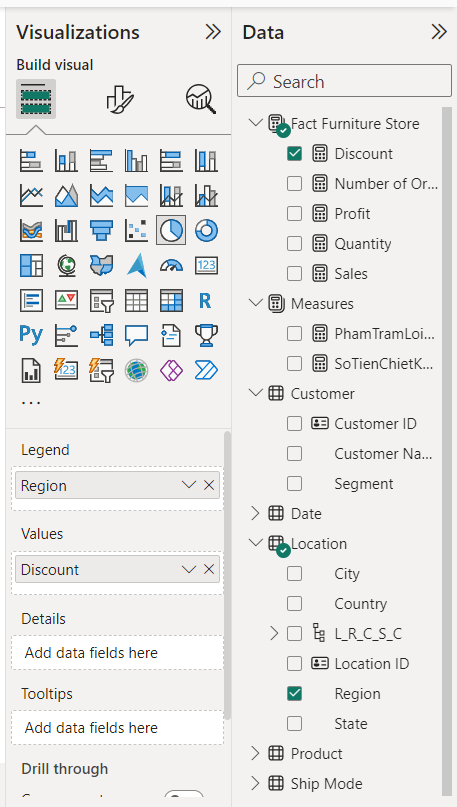 Visualizations
Build visual
R
Py
123
123
...
Legend
Region
Values
Discount
Details
Add data fields here
Tooltips
Add data fields here
Drill through
Data
Search
Fact Furniture Store
Discount
Number of Or...
Profit
Quantity
Sales
Measures
PhamTramLoi...
SoTienChietK...
Customer
Customer ID
Customer Na...
Segment
Date
Location
City
Country
L_R_C_S_C
Location ID
Region
State
Product
Ship Mode